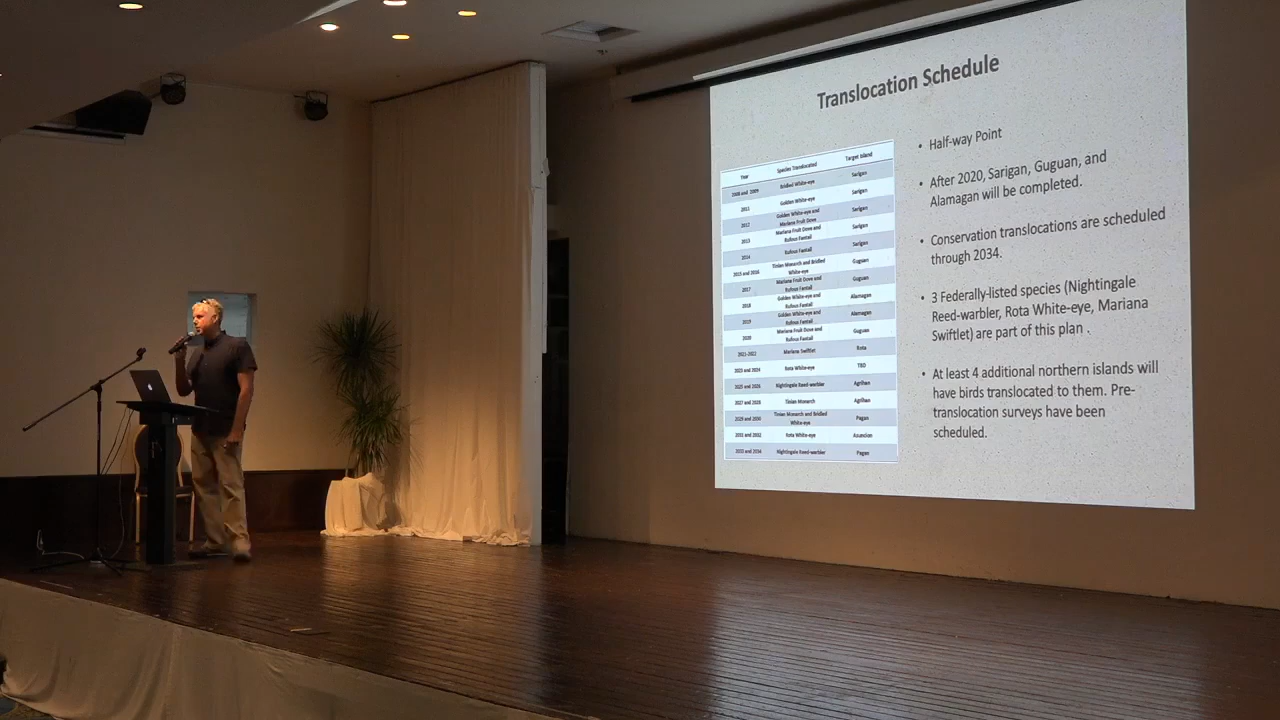 Translocation Schedule
Year Species Translocated Target Island
2008 and 2009 Bridled White-eye Sarigan
2011 Golden White-eye Sarigan
2012 Golden White-eye and Mariana Fruit Dove Sarigan
2013 Mariana Fruit Dove and Rufous Fantail Sarigan
2014 Rufous Fantail Sarigan
2015 and 2016 Tinian Monarch and Bridled White-eye Guguan
2017 Mariana Fruit Dove and Rufous Fantail Guguan
2018 Golden White-eye and Rufous Fantail Alamagan
2019 Golden White-eye and Rufous Fantail Alamagan
2020 Mariana Fruit Dove and Rufous Fantail Guguan
2021-2022 Mariana Swiftlet Rota
2023 and 2024 Rota White-eye TBD
2025 and 2026 Nightingale Reed-warbler Agrihan
2027 and 2028 Tinian Monarch Agrihan
2029 and 2030 Tinian Monarch and Bridled White-eye Pagan
2031 and 2032 Rota White-eye Asuncion
2033 and 2034 Nightingale Reed-warbler Pagan
• Half-way Point
• After 2020, Sarigan, Guguan, and
Alamagan will be completed.
• Conservation translocations are scheduled
through 2034.
• 3 Federally-listed species (Nightingale
Reed-warbler, Rota White-eye, Mariana
Swiftlet) are part of this plan .
• At least 4 additional northern islands will
have birds translocated to them. Pre-
translocation surveys have been
scheduled.